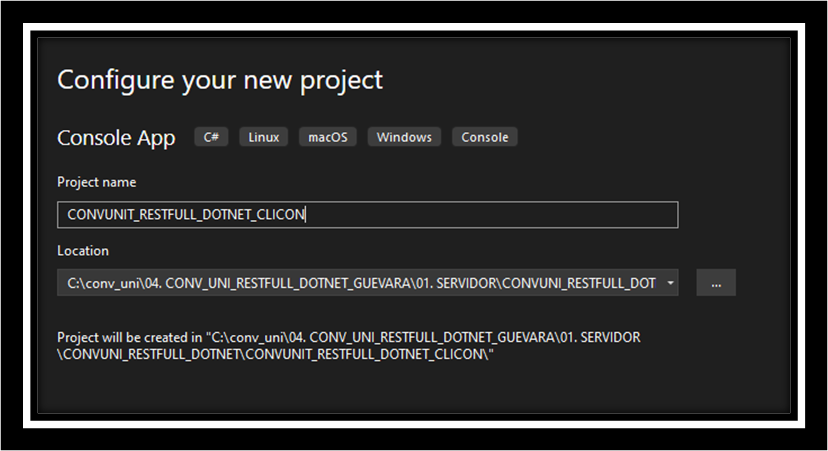 Configure your new project
Console App C# Linux macOS Windows Console
Project name
CONVUNIT_RESTFULL_DOTNET_CLICON
Location
C:\conv_uni\04. CONV_UNI_RESTFULL_DOTNET_GUEVARA\01. SERVIDOR\CONVUNI_RESTFULL_DOT ...
Project will be created in "C:\conv_uni\04. CONV_UNI_RESTFULL_DOTNET_GUEVARA\01. SERVIDOR
\CONVUNI_RESTFULL_DOTNET\CONVUNIT_RESTFULL_DOTNET_CLICON\"